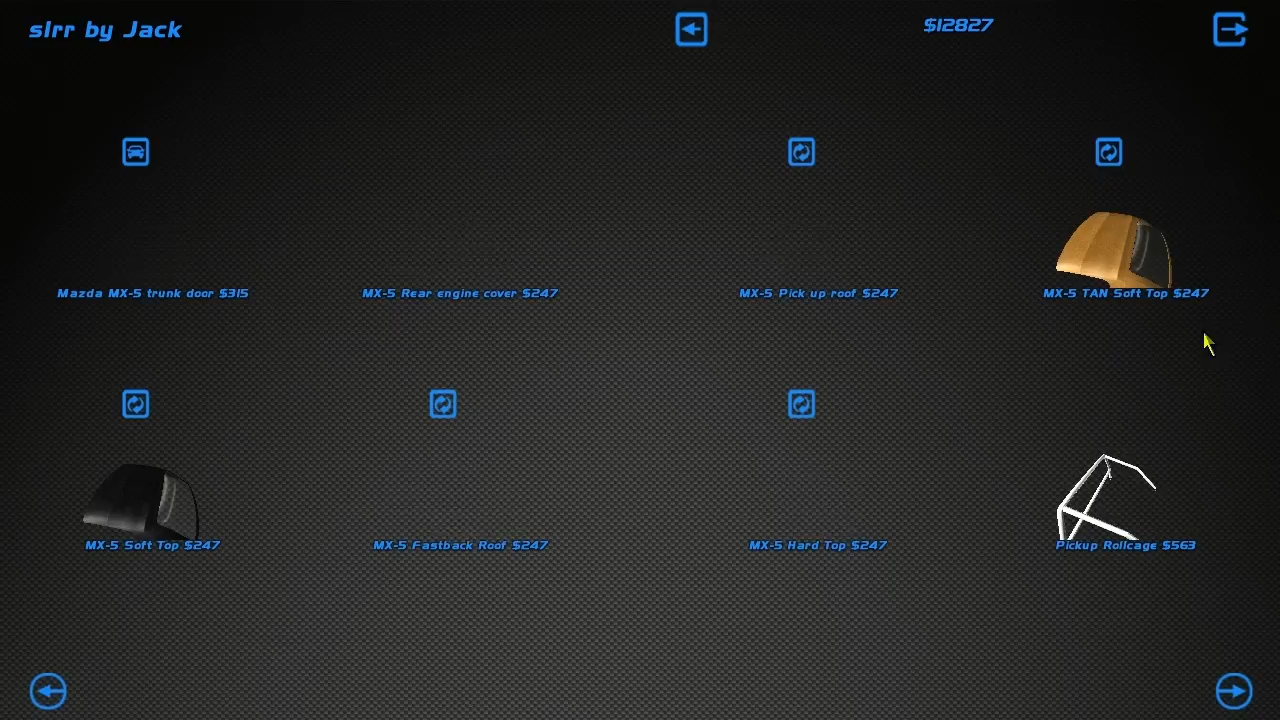 slrr by Jack
$12827
Mazda MX-5 trunk door $315
MX-5 Rear engine cover $247
MX-5 Pick up roof $247
MX-5 TAN Soft Top $247
MX-5 Soft Top $247
MX-5 Fastback Roof $247
MX-5 Hard Top $247
Pickup Rollcage $563